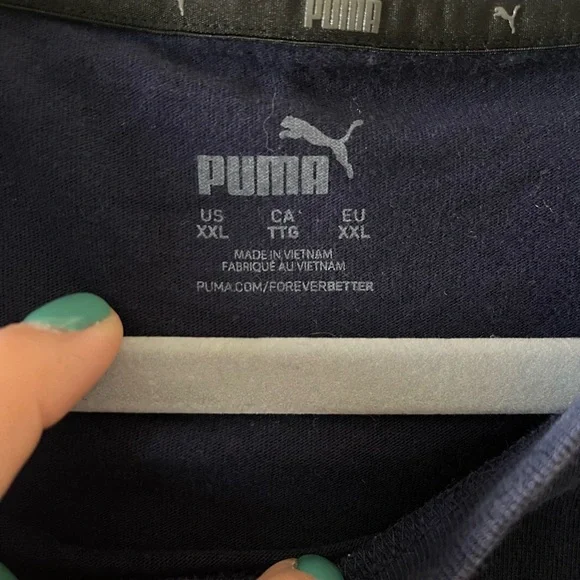 PUMA
PUMA
US CA EU
XXL TTG XXL
MADE IN VIETNAM
FABRIQUÉ AU VIETNAM
PUMA.COM/FOREVERBETTER